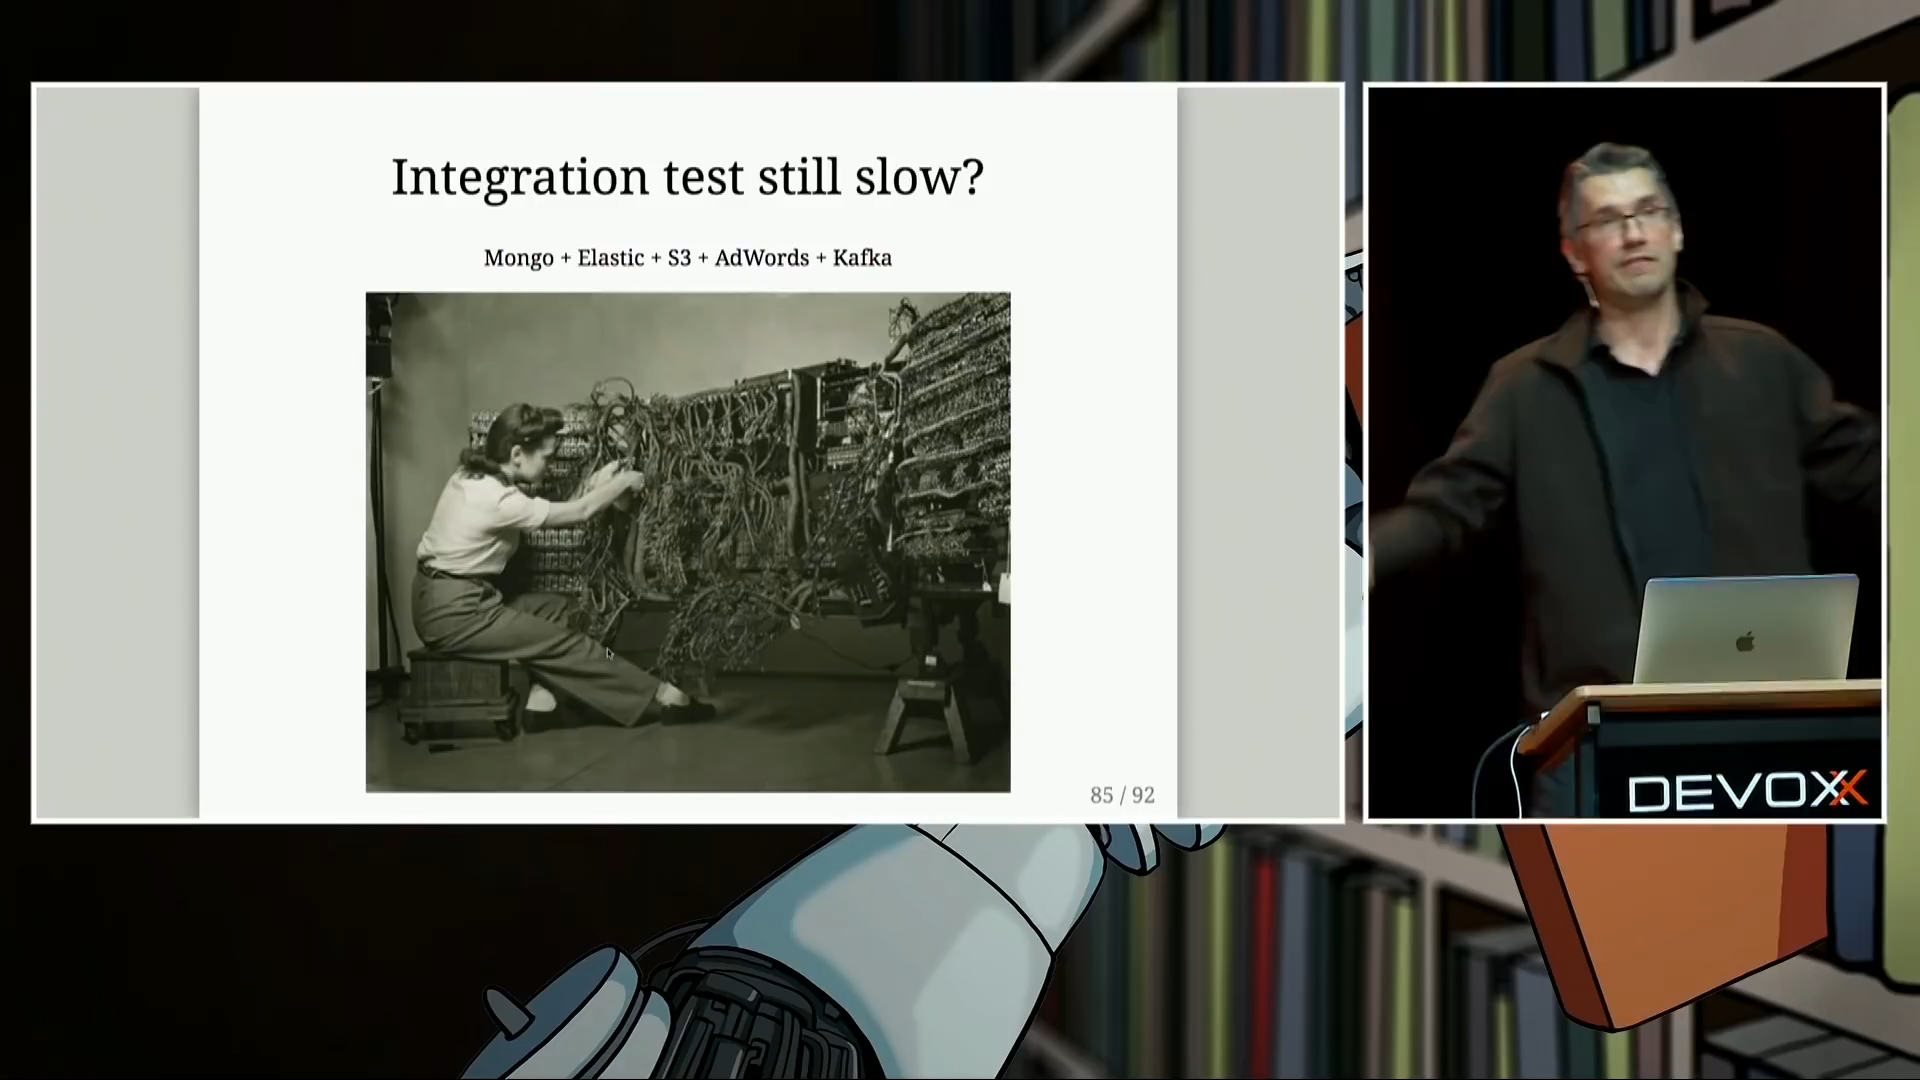 Integration test still slow?
Mongo + Elastic + S3 + AdWords + Kafka
85 / 92
DEVOXX